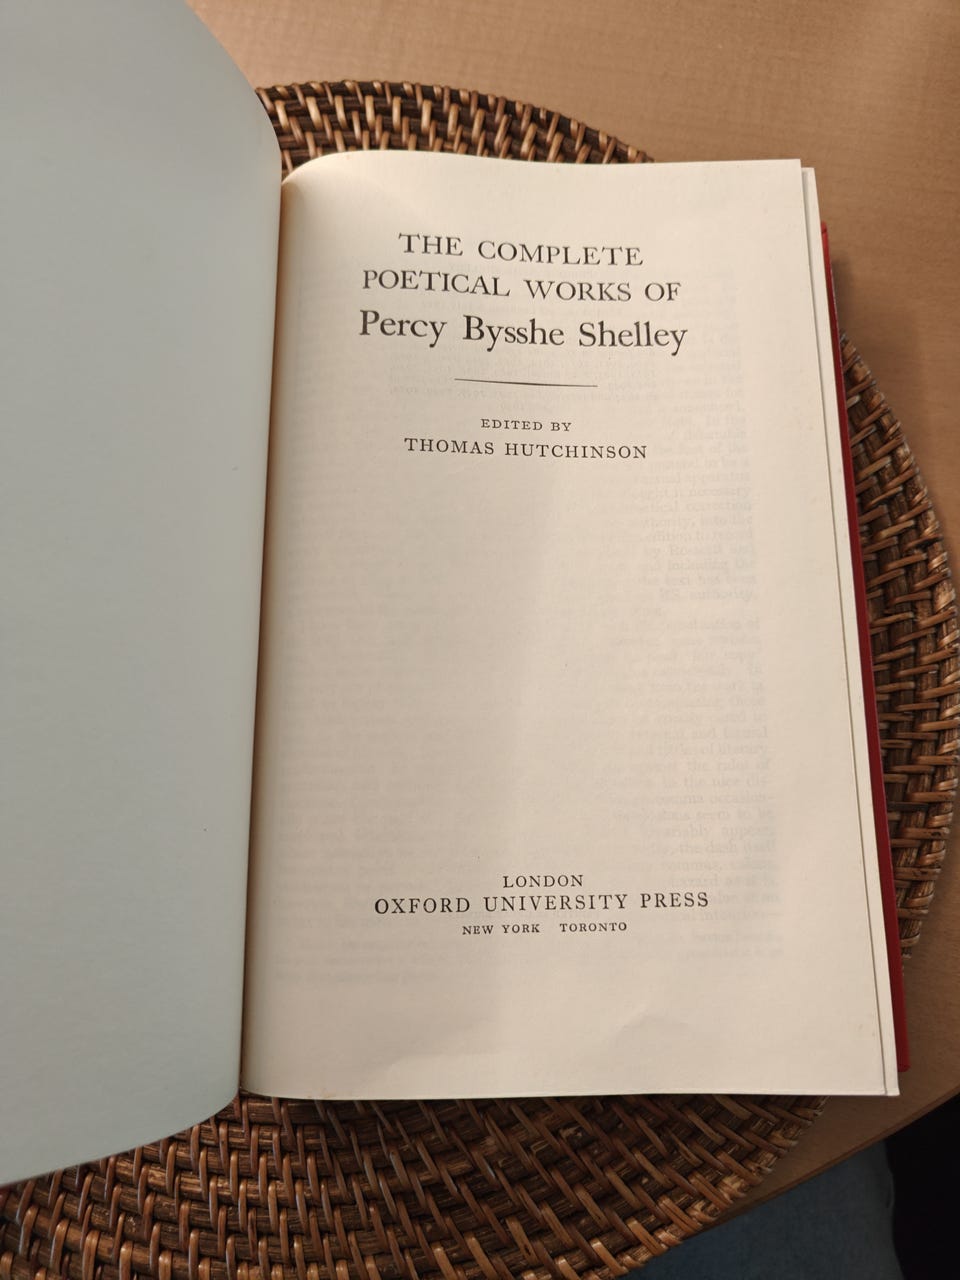 THE COMPLETE
POETICAL WORKS OF
Percy Bysshe Shelley
EDITED BY
THOMAS HUTCHINSON
LONDON
OXFORD UNIVERSITY PRESS
NEW YORK TORONTO